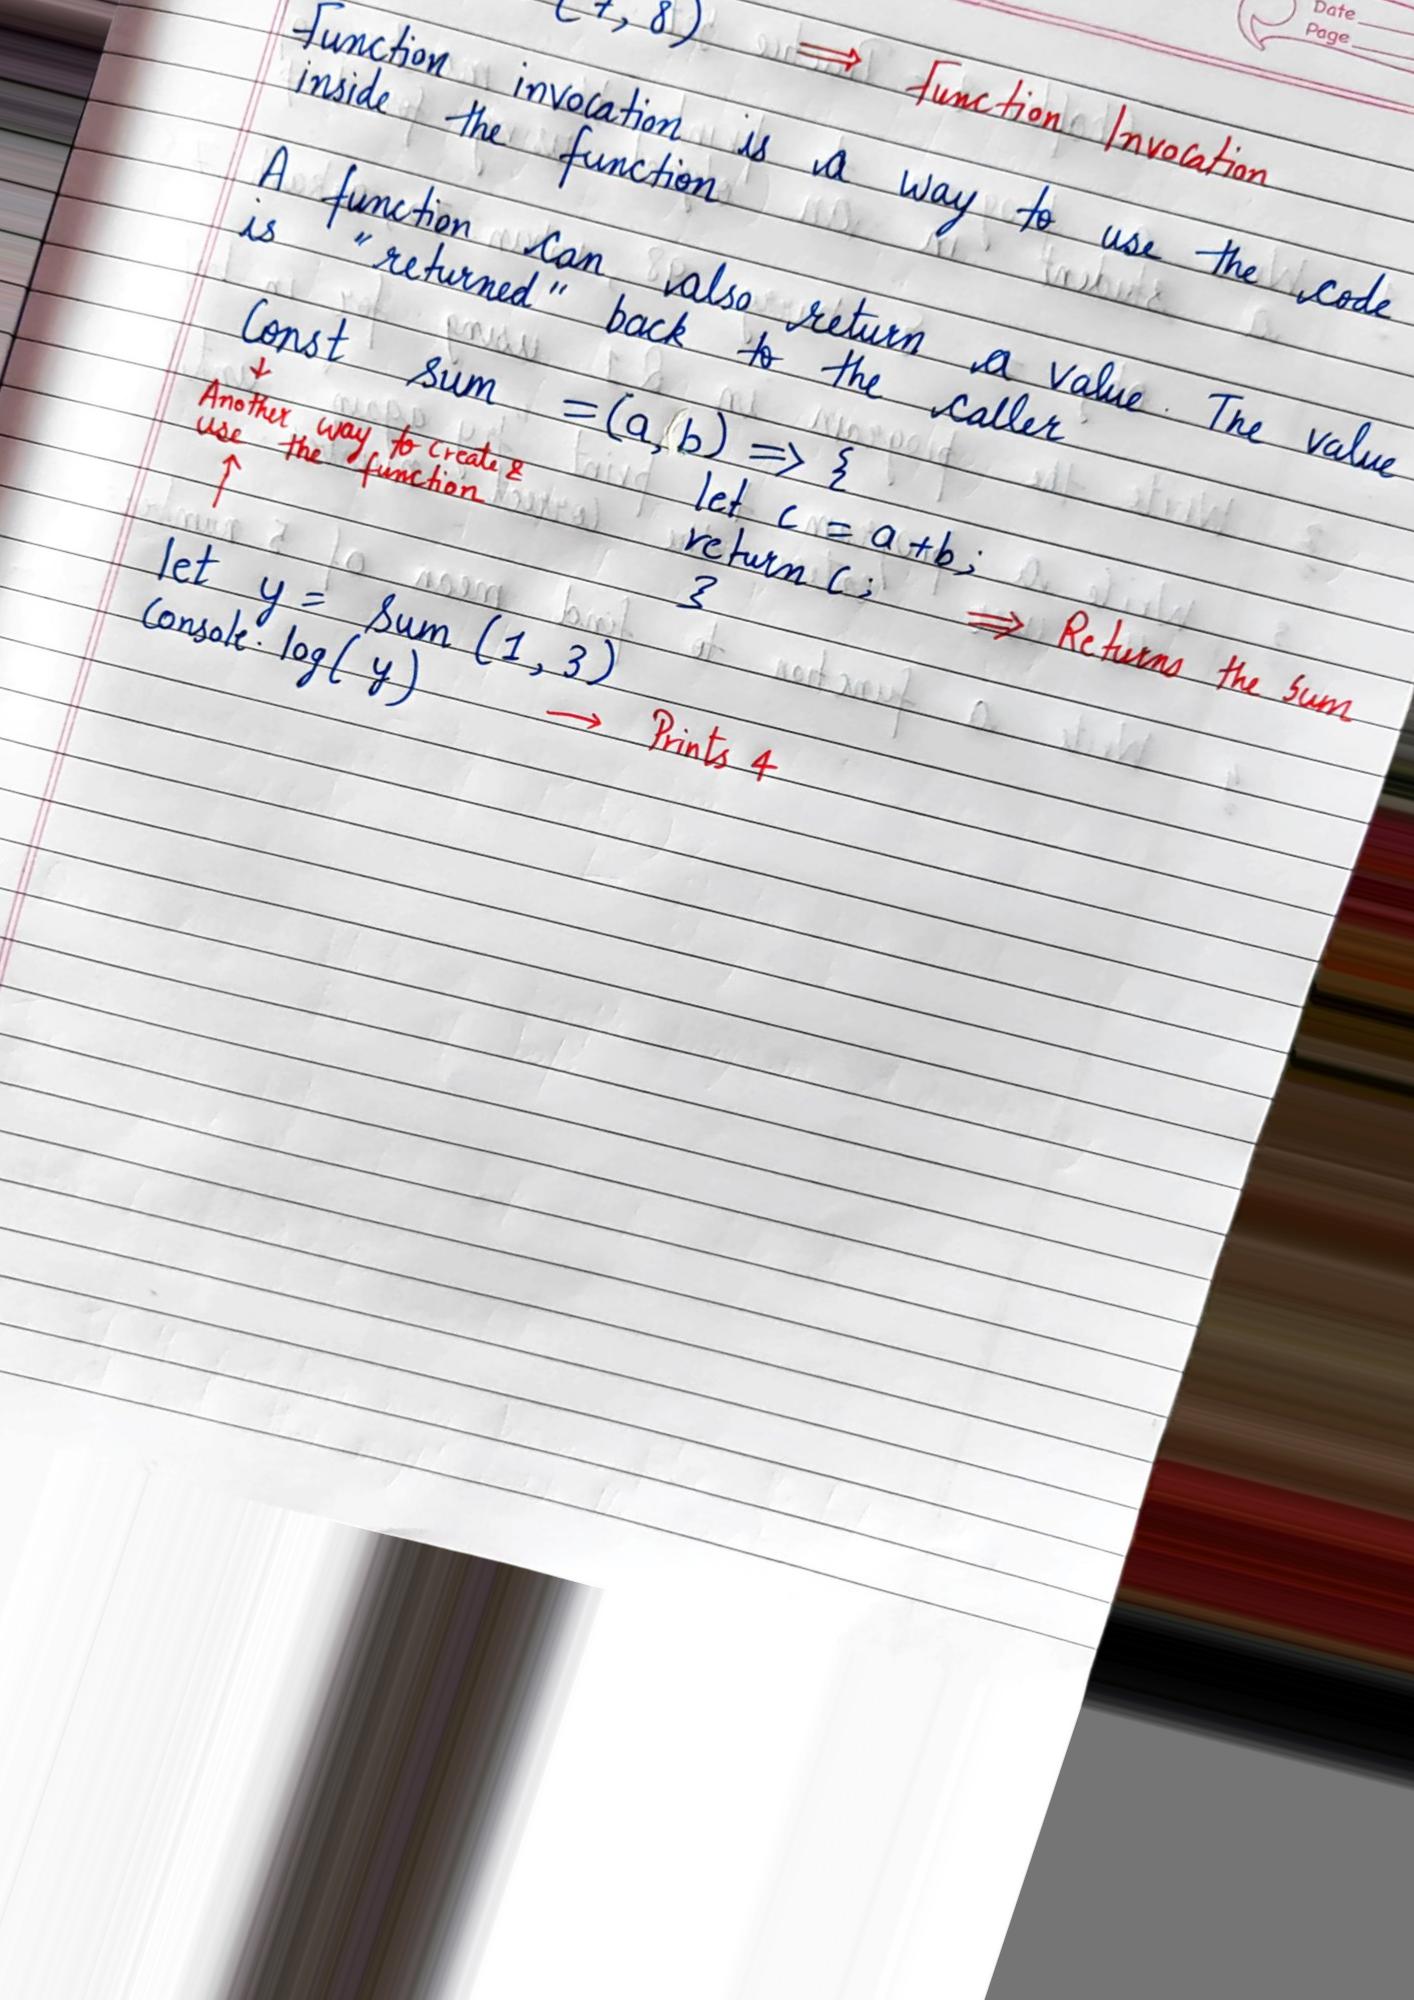 Date
Page
(7, 8) ⇒ Function Invocation
Function invocation is a way to use the code
inside the function
A function can also return a value. The value
is "returned" back to the caller
Const sum = (a, b) => {
↓
Another way to create &
use the function
↑
let c = a + b;
return c; ⇒ Returns the sum
}
let y = sum (1, 3)
Console.log( y ) → Prints 4